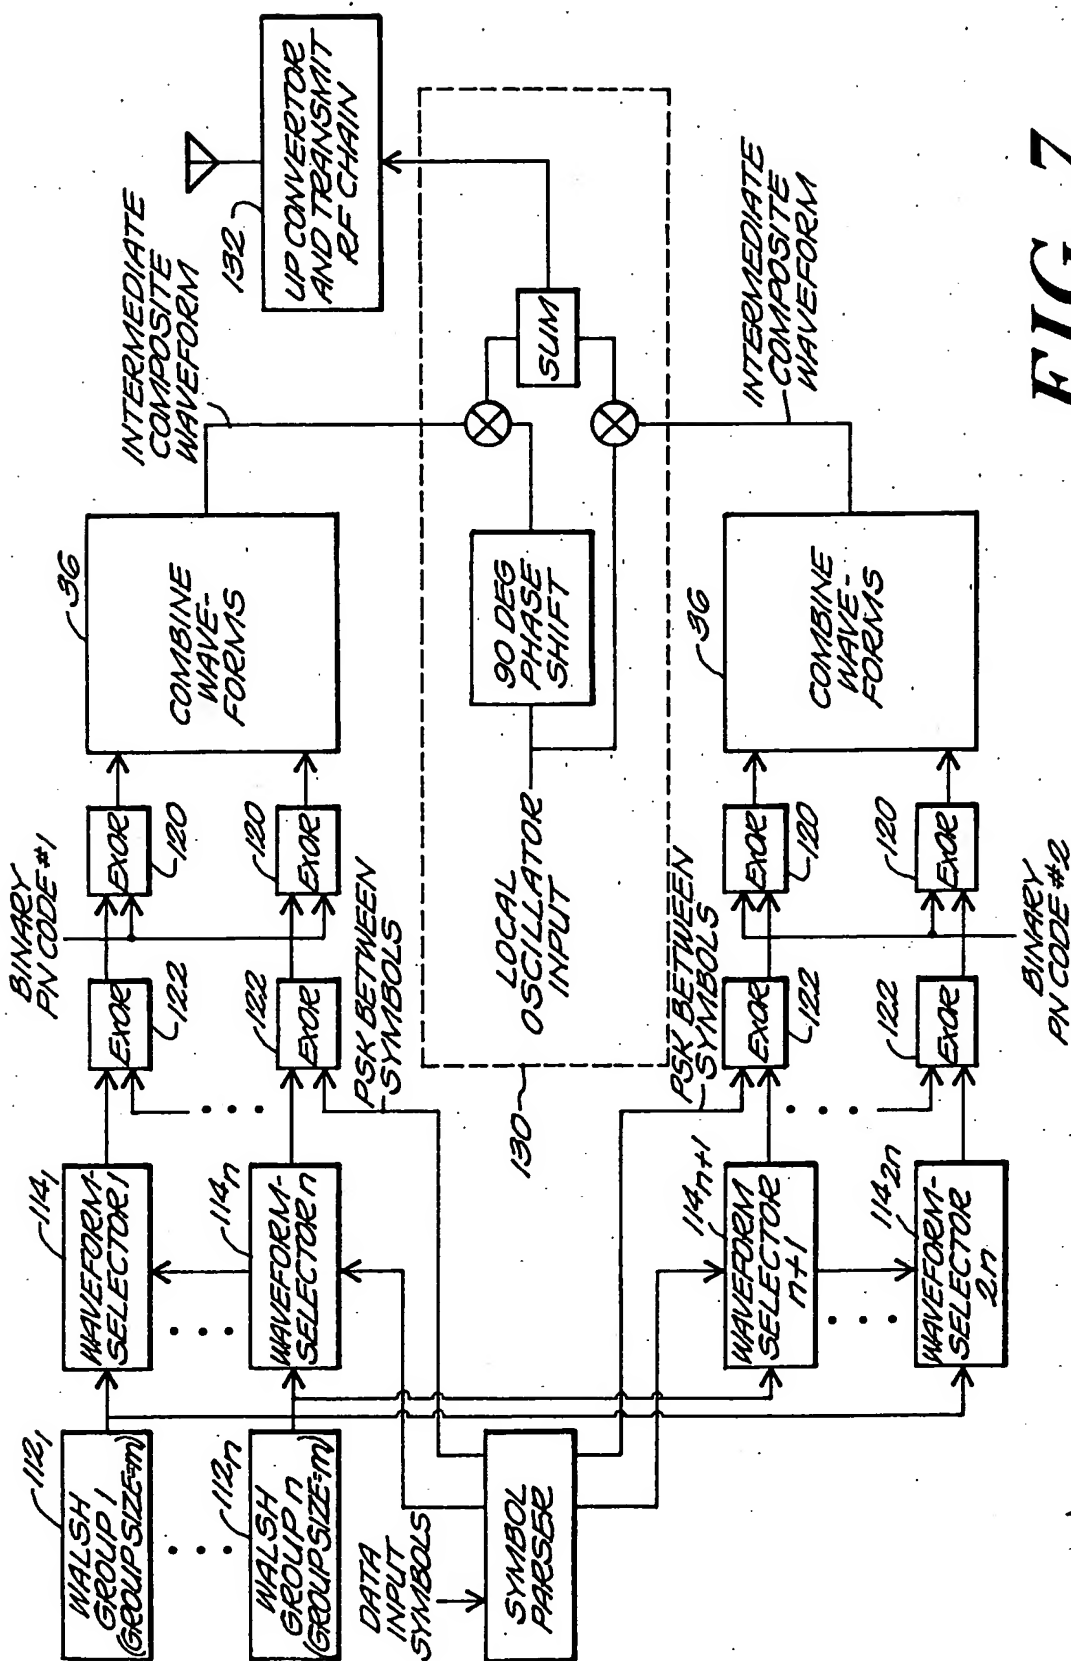 112₁
WALSH
GROUP 1
(GROUP SIZE=m)
112ₙ
WALSH
GROUP n
(GROUP SIZE=m)
DATA
INPUT
SYMBOLS
SYMBOL
PARSER
114₁
WAVEFORM-
SELECTOR 1
114ₙ
WAVEFORM-
SELECTOR n
114ₙ₊₁
WAVEFORM
SELECTOR
n+1
114₂ₙ
WAVEFORM-
SELECTOR
2n
EXOR
122
EXOR
122
PSK BETWEEN
SYMBOLS
PSK BETWEEN
SYMBOLS
EXOR
122
EXOR
122
BINARY
PN CODE #1
EXOR
120
EXOR
120
EXOR
120
EXOR
120
BINARY
PN CODE #2
36
COMBINE
WAVE-
FORMS
36
COMBINE
WAVE-
FORMS
130
LOCAL
OSCILLATOR
INPUT
90 DEG
PHASE
SHIFT
SUM
INTERMEDIATE
COMPOSITE
WAVEFORM
INTERMEDIATE
COMPOSITE
WAVEFORM
132
UP CONVERTOR
AND TRANSMIT
RF CHAIN
FIG. 7